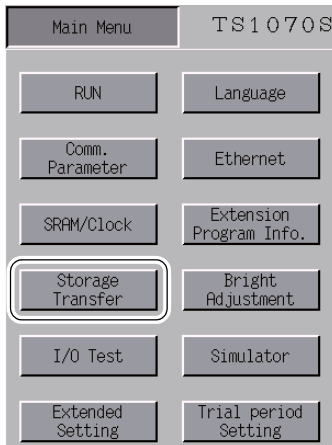 Main Menu TS1070S
RUN Language
Comm.
Parameter
Ethernet
SRAM/Clock
Extension
Program Info.
Storage
Transfer
Bright
Adjustment
I/O Test Simulator
Extended
Setting
Trial period
Setting